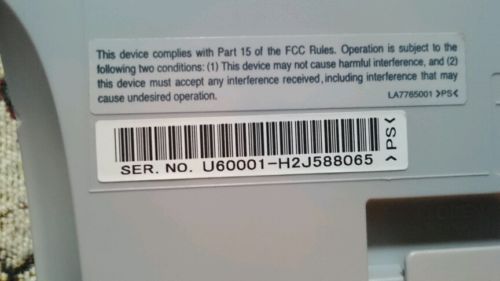 This device complies with Part 15 of the FCC Rules. Operation is subject to the
following two conditions: (1) This device may not cause harmful interference, and (2)
this device must accept any interference received, including interference that may
cause undesired operation.
LA7765001 >PS<
SER. NO. U60001-H2J588065
>PS<